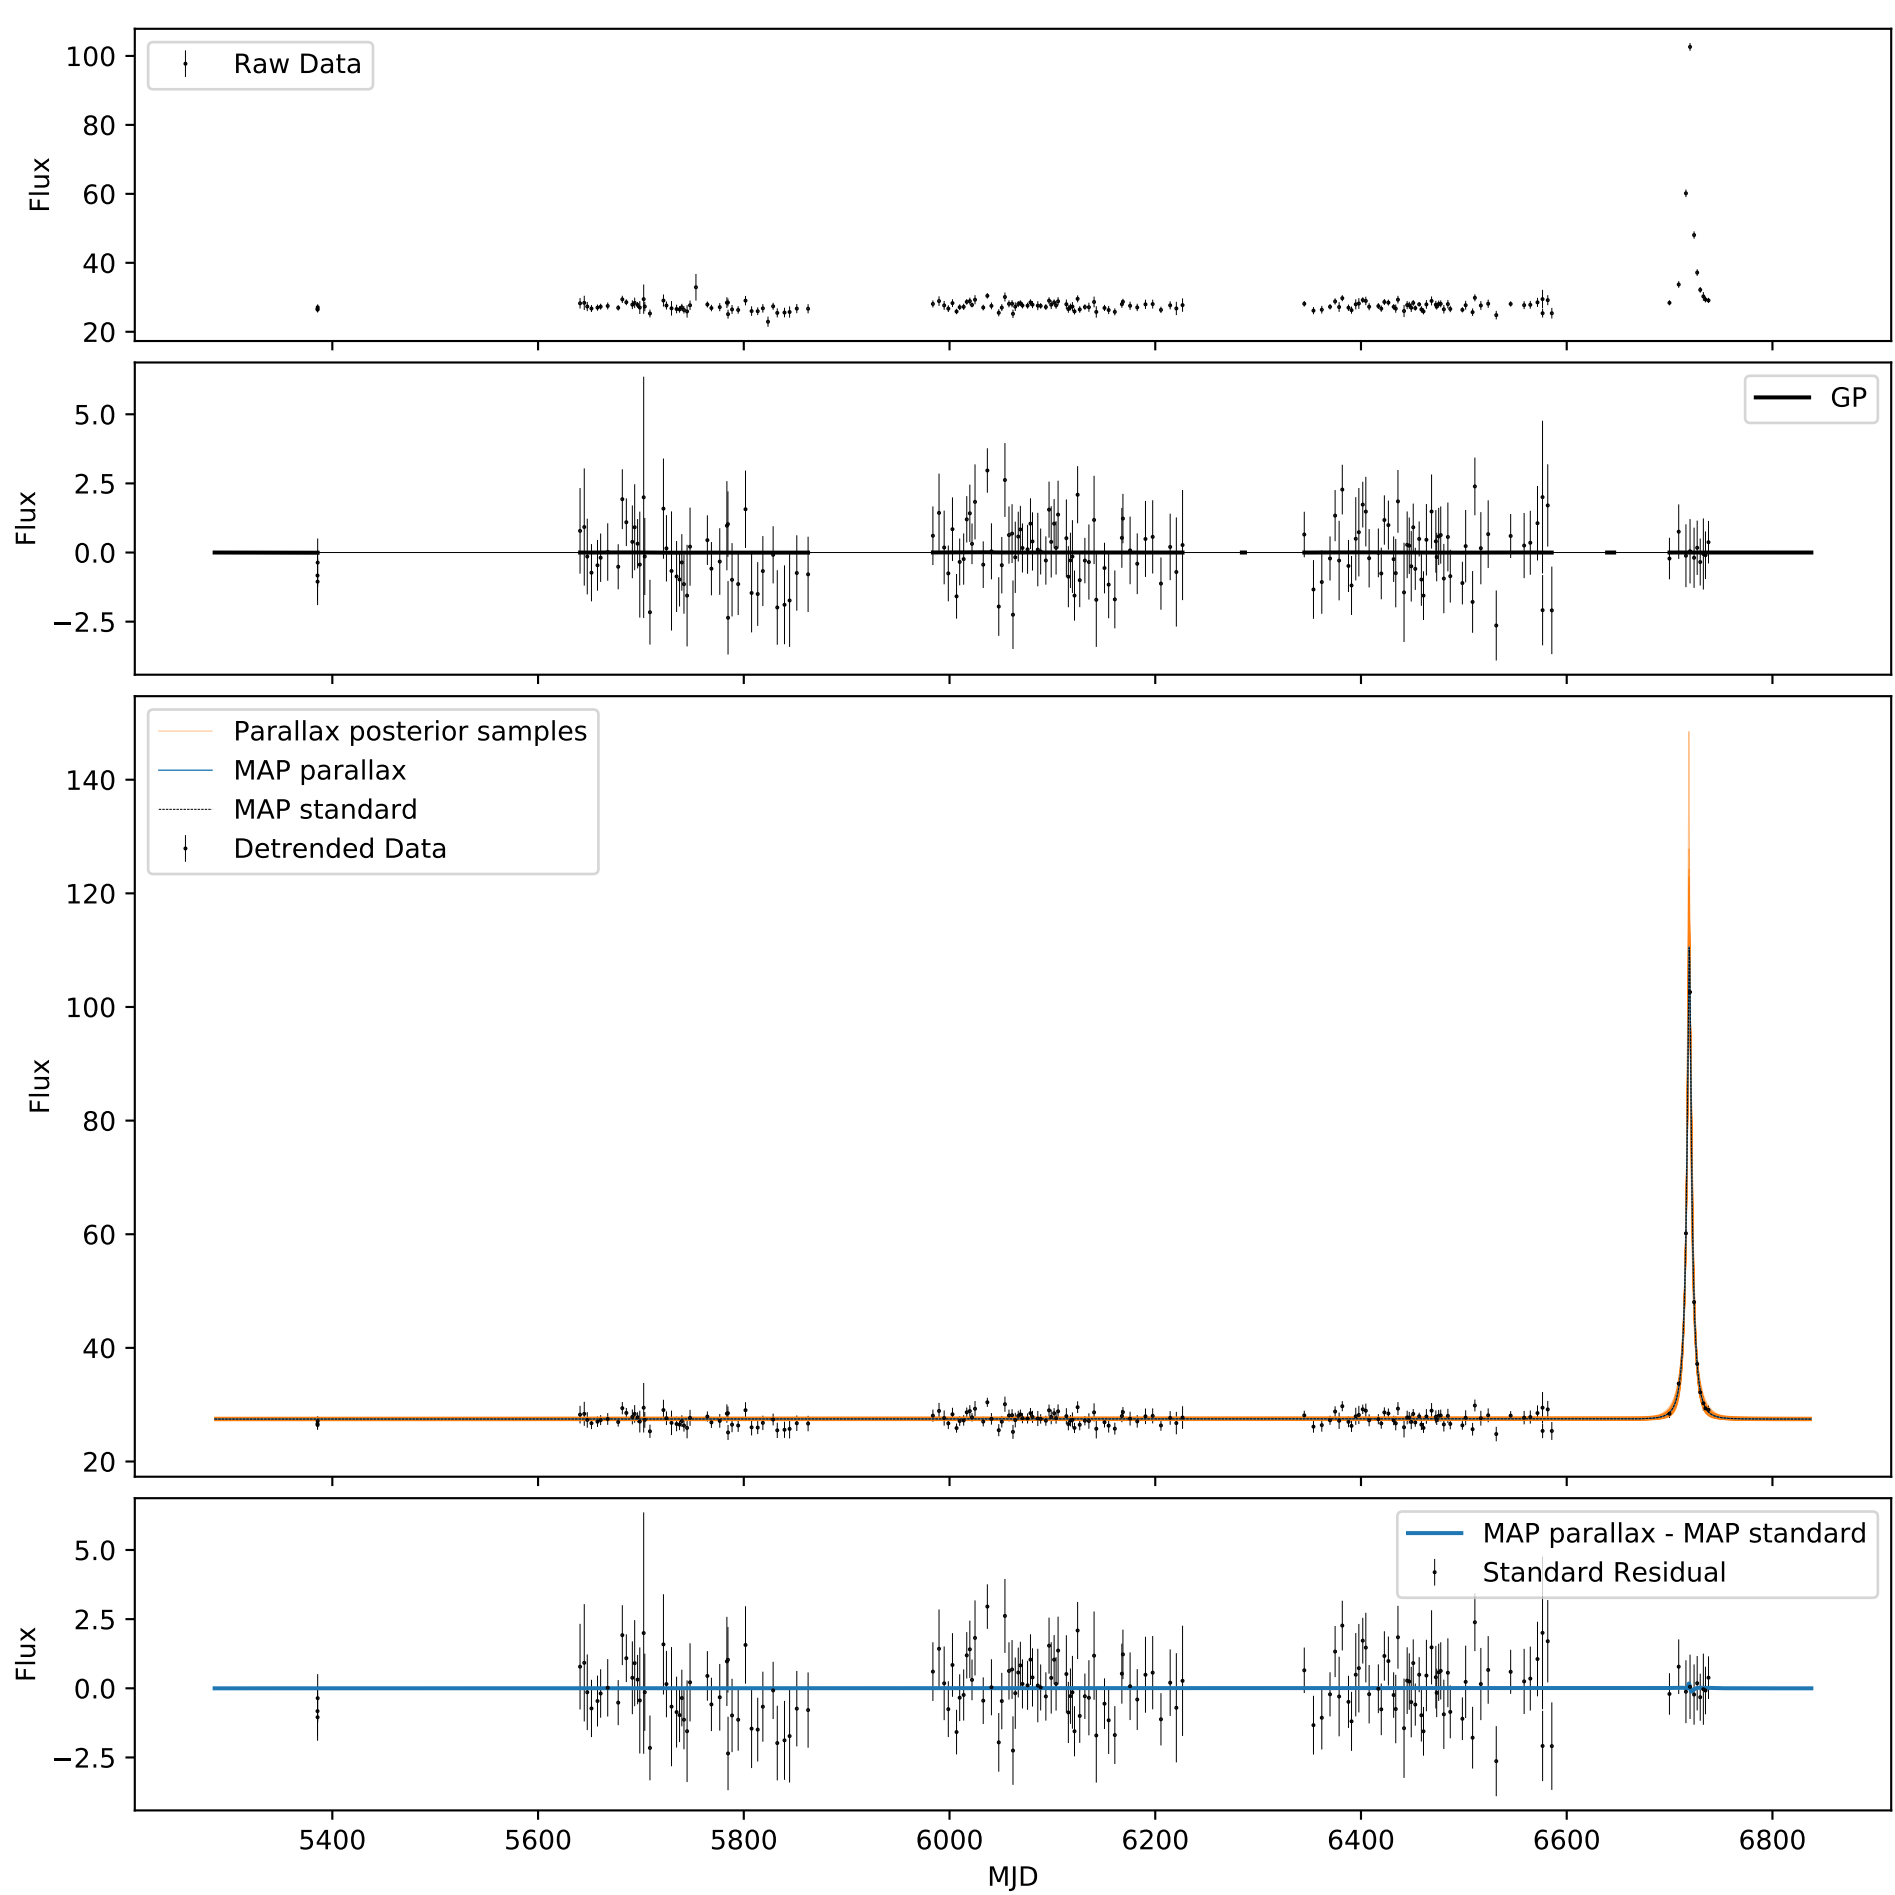 Raw Data
100
80
60
40
20
Flux
GP
5.0
2.5
0.0
−2.5
Flux
Parallax posterior samples
MAP parallax
MAP standard
Detrended Data
140
120
100
80
60
40
20
Flux
MAP parallax - MAP standard
Standard Residual
5.0
2.5
0.0
−2.5
Flux
5400 5600 5800 6000 6200 6400 6600 6800
MJD